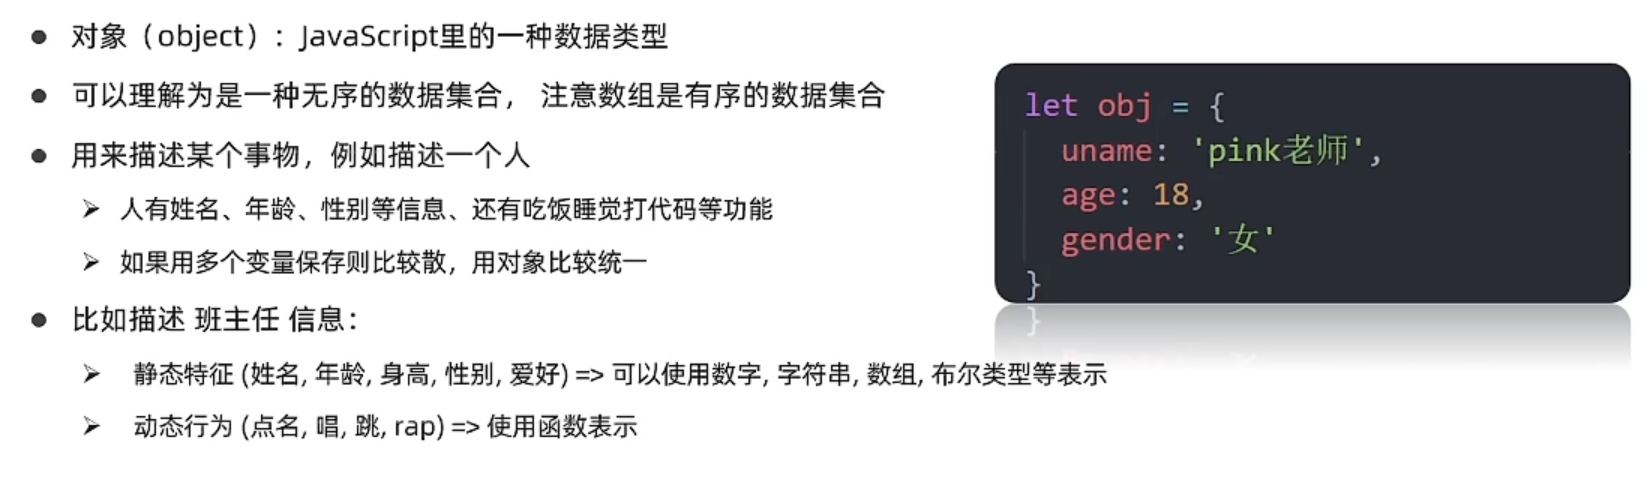 ● 对象（object）：JavaScript里的一种数据类型
● 可以理解为是一种无序的数据集合， 注意数组是有序的数据集合
● 用来描述某个事物，例如描述一个人
➢ 人有姓名、年龄、性别等信息、还有吃饭睡觉打代码等功能
➢ 如果用多个变量保存则比较散，用对象比较统一
● 比如描述 班主任 信息：
➢ 静态特征 (姓名, 年龄, 身高, 性别, 爱好) => 可以使用数字, 字符串, 数组, 布尔类型等表示
➢ 动态行为 (点名, 唱, 跳, rap) => 使用函数表示
let obj = {
uname: 'pink老师',
age: 18,
gender: '女'
}